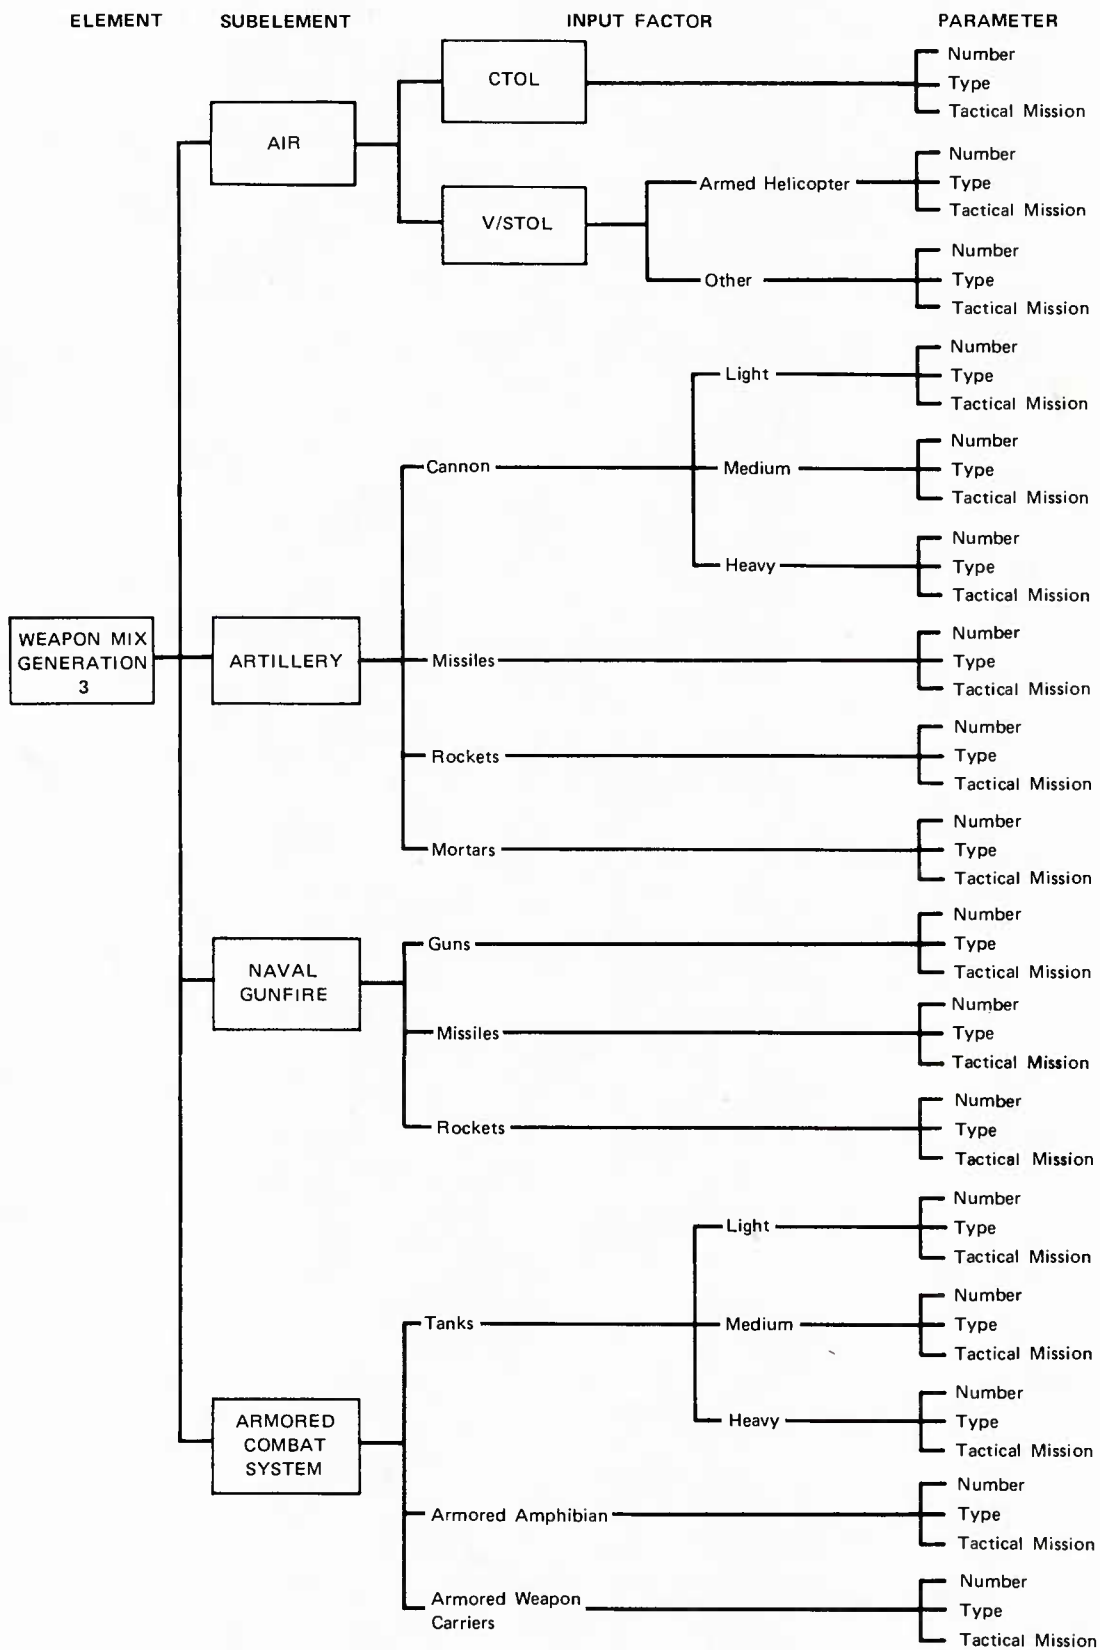 ELEMENT SUBELEMENT INPUT FACTOR PARAMETER
CTOL
Number
Type
Tactical Mission
AIR
V/STOL
Armed Helicopter
Number
Type
Tactical Mission
Other
Number
Type
Tactical Mission
WEAPON MIX
GENERATION
3
ARTILLERY
Cannon
Light
Number
Type
Tactical Mission
Medium
Number
Type
Tactical Mission
Heavy
Number
Type
Tactical Mission
Missiles
Number
Type
Tactical Mission
Rockets
Number
Type
Tactical Mission
Mortars
Number
Type
Tactical Mission
NAVAL
GUNFIRE
Guns
Number
Type
Tactical Mission
Missiles
Number
Type
Tactical Mission
Rockets
Number
Type
Tactical Mission
ARMORED
COMBAT
SYSTEM
Tanks
Light
Number
Type
Tactical Mission
Medium
Number
Type
Tactical Mission
Heavy
Number
Type
Tactical Mission
Armored Amphibian
Number
Type
Tactical Mission
Armored Weapon
Carriers
Number
Type
Tactical Mission